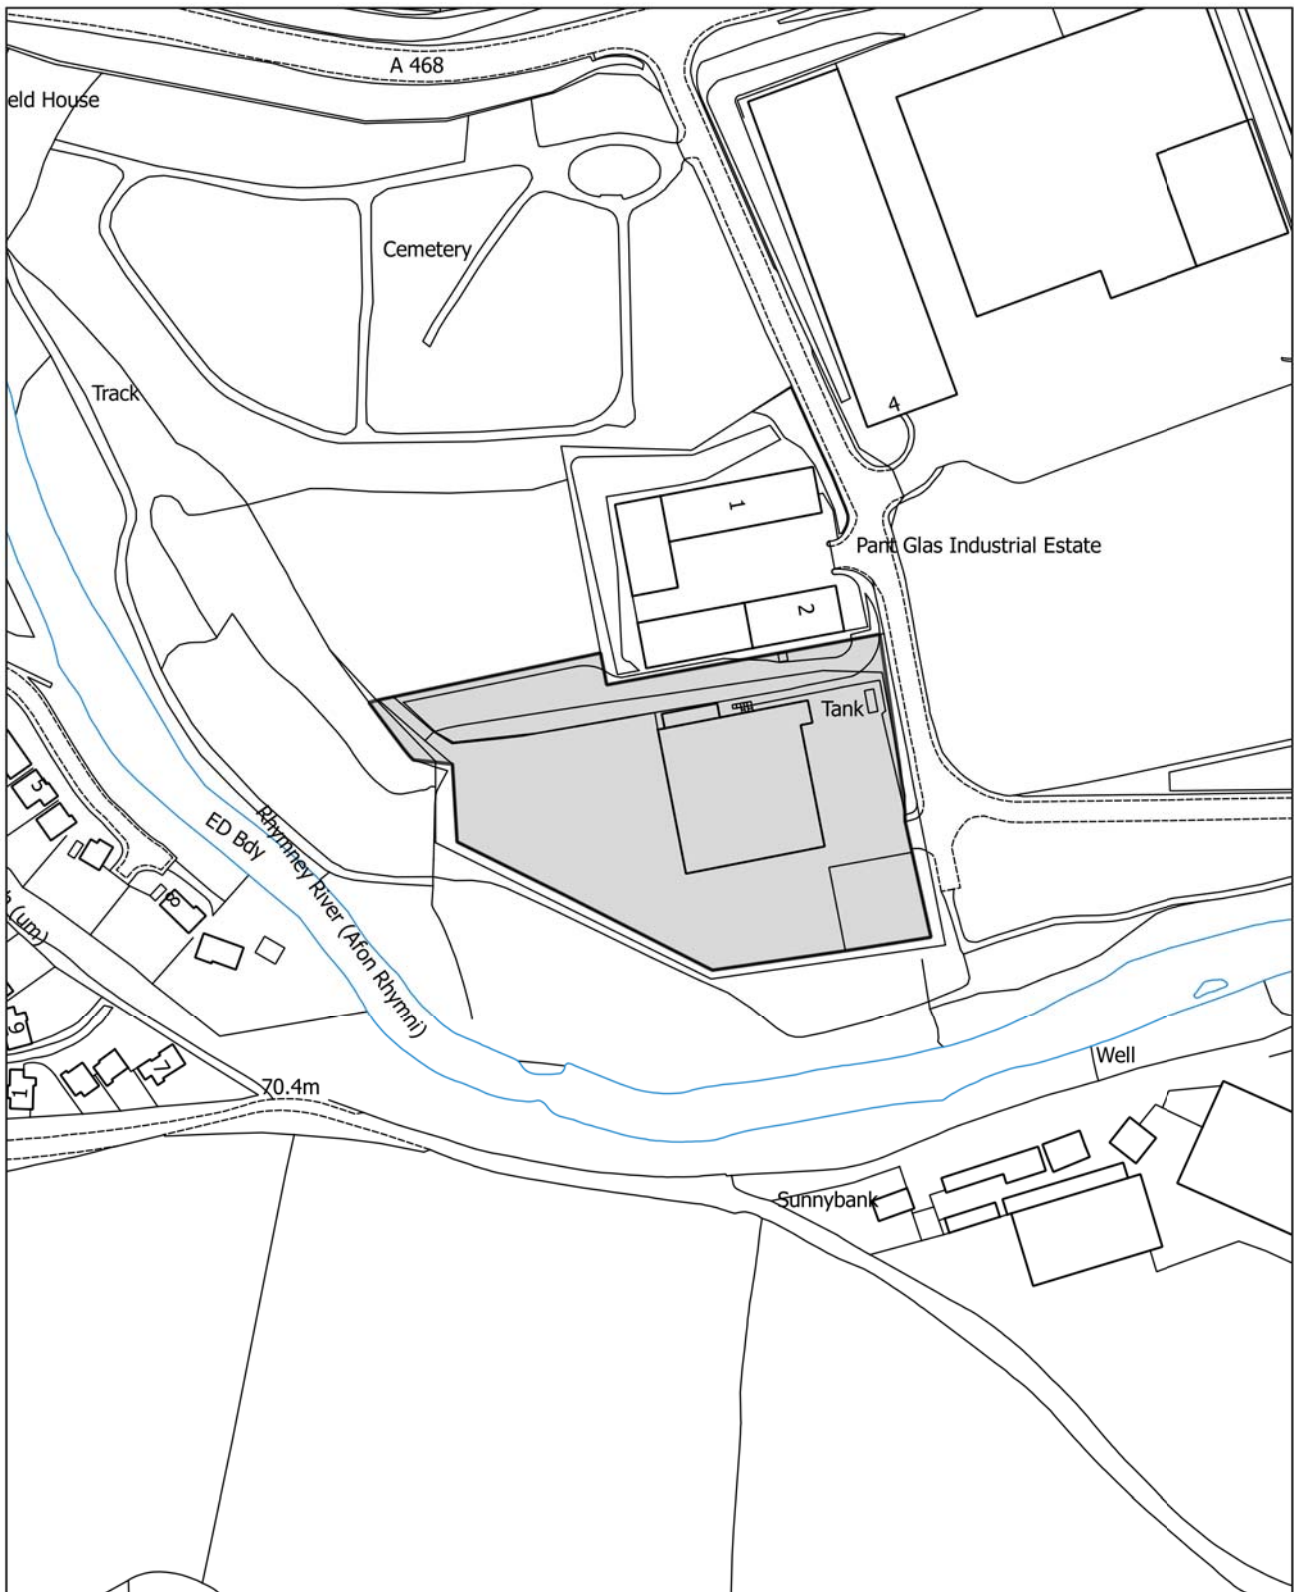 A 468
eld House
Cemetery
Track
4
1
Pant Glas Industrial Estate
2
Tank
5
ED Bdy
Rhymney River (Afon Rhymni)
8
(um)
9
7
1
70.4m
Well
Sunnybank